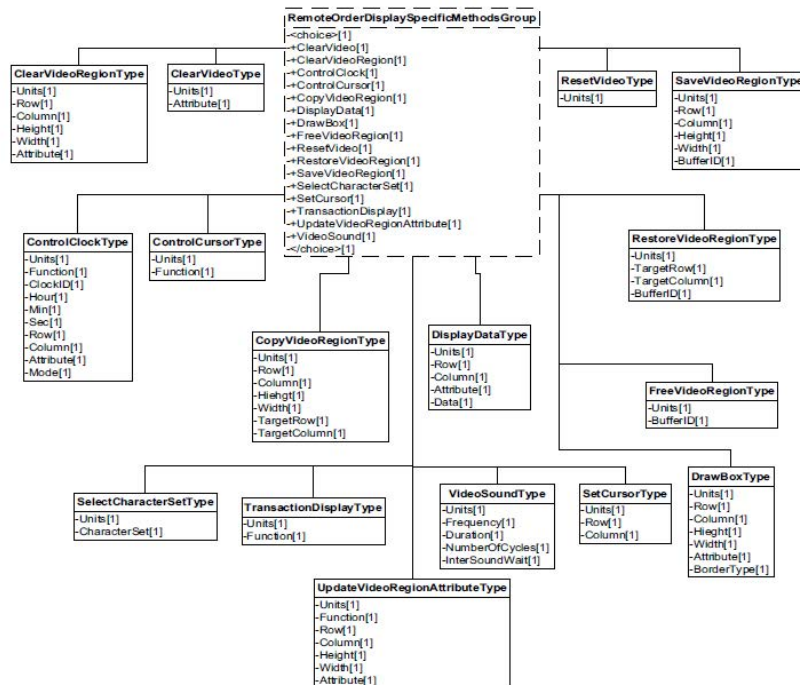 RemoteOrderDisplaySpecificMethodsGroup
-<choice>[1]
-+ClearVideo[1]
-+ClearVideoRegion[1]
-+ControlClock[1]
-+ControlCursor[1]
-+CopyVideoRegion[1]
-+DisplayData[1]
-+DrawBox[1]
-+FreeVideoRegion[1]
-+ResetVideo[1]
-+RestoreVideoRegion[1]
-+SaveVideoRegion[1]
-+SelectCharacterSet[1]
-+SetCursor[1]
-+TransactionDisplay[1]
-+UpdateVideoRegionAttribute[1]
-+VideoSound[1]
-</choice>[1]
ClearVideoRegionType
-Units[1]
-Row[1]
-Column[1]
-Height[1]
-Width[1]
-Attribute[1]
ClearVideoType
-Units[1]
-Attribute[1]
ResetVideoType
-Units[1]
SaveVideoRegionType
-Units[1]
-Row[1]
-Column[1]
-Height[1]
-Width[1]
-BufferID[1]
ControlClockType
-Units[1]
-Function[1]
-ClockID[1]
-Hour[1]
-Min[1]
-Sec[1]
-Row[1]
-Column[1]
-Attribute[1]
-Mode[1]
ControlCursorType
-Units[1]
-Function[1]
RestoreVideoRegionType
-Units[1]
-TargetRow[1]
-TargetColumn[1]
-BufferID[1]
CopyVideoRegionType
-Units[1]
-Row[1]
-Column[1]
-Hiehgt[1]
-Width[1]
-TargetRow[1]
-TargetColumn[1]
DisplayDataType
-Units[1]
-Row[1]
-Column[1]
-Attribute[1]
-Data[1]
FreeVideoRegionType
-Units[1]
-BufferID[1]
SelectCharacterSetType
-Units[1]
-CharacterSet[1]
TransactionDisplayType
-Units[1]
-Function[1]
VideoSoundType
-Units[1]
-Frequency[1]
-Duration[1]
-NumberOfCycles[1]
-InterSoundWait[1]
SetCursorType
-Units[1]
-Row[1]
-Column[1]
DrawBoxType
-Units[1]
-Row[1]
-Column[1]
-Hieght[1]
-Width[1]
-Attribute[1]
-BorderType[1]
UpdateVideoRegionAttributeType
-Units[1]
-Function[1]
-Row[1]
-Column[1]
-Height[1]
-Width[1]
-Attribute[1]